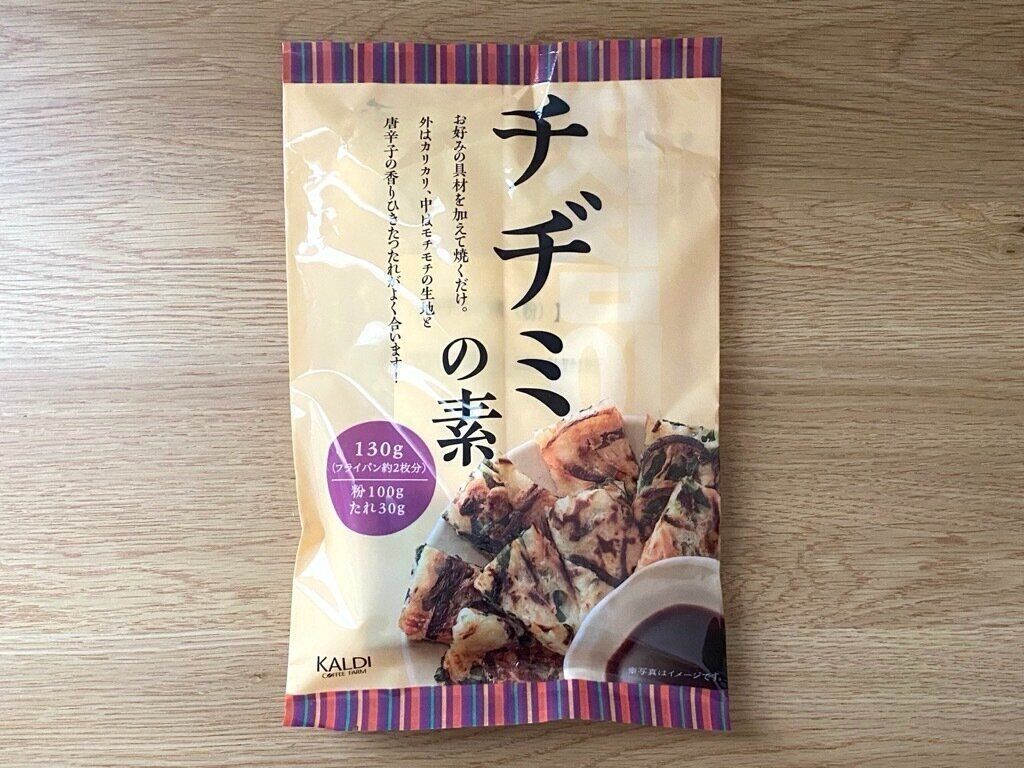 チヂミ
の素
お好みの具材を加えて焼くだけ。
外はカリカリ、中はモチモチの生地と
唐辛子の香りひきたつたれがよく合います！
130g
(フライパン約2枚分)
粉100g
たれ30g
KALDI
COFFEE FARM
※写真はイメージです。